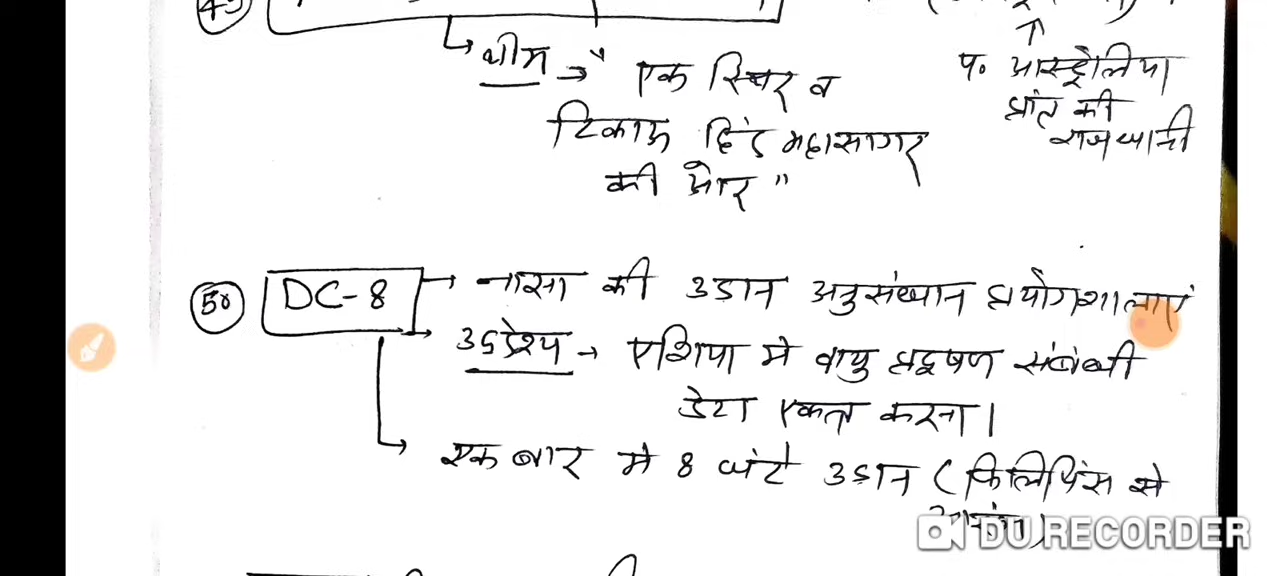 49
थीम → " एक स्थिर व
टिकाऊ हिंद महासागर
की ओर "
प. आस्ट्रेलिया
प्रांत की
राजधानी
50 DC-8 → नासा की उडान अनुसंधान प्रयोगशालाएं
→ उद्देश्य → एशिया मे वायु प्रदूषण संबंधी
डेटा एकत्र करना।
→ एक बार मे 8 घंटे उडान (फिलिपिंस से
DU RECORDER